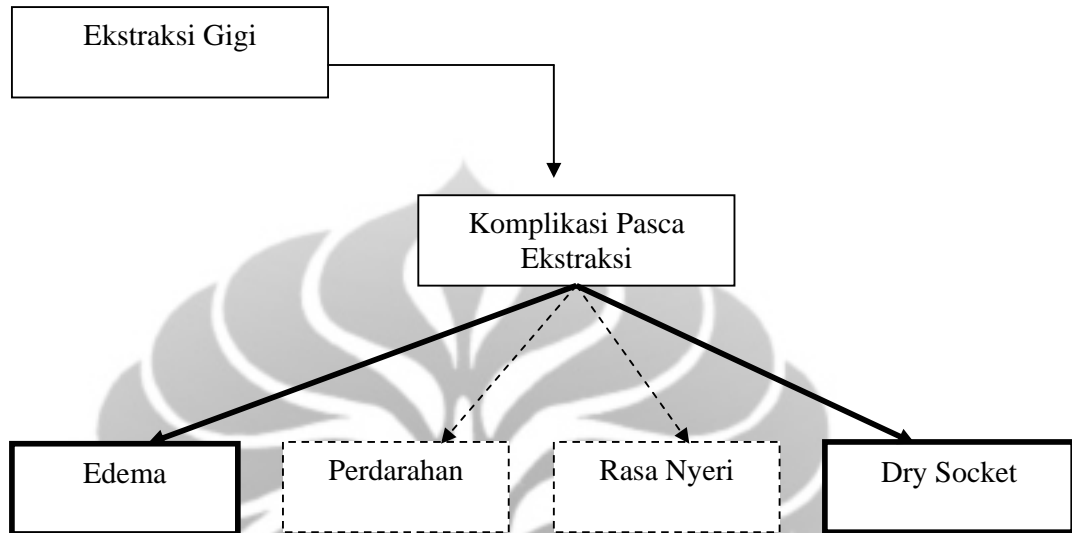 Ekstraksi Gigi
Komplikasi Pasca
Ekstraksi
Edema
Perdarahan
Rasa Nyeri
Dry Socket